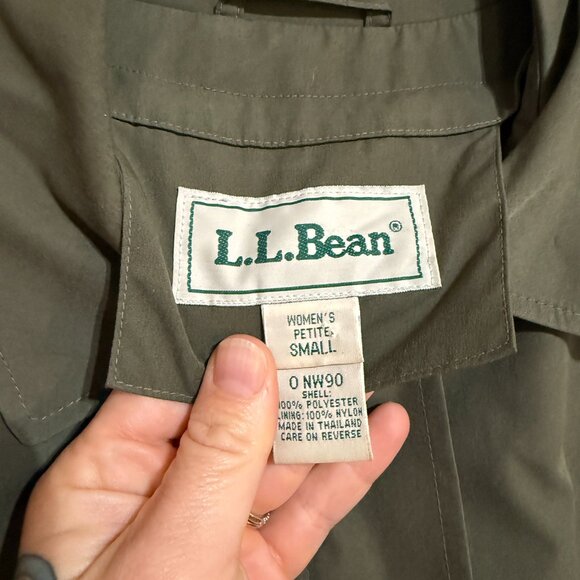 L.L.Bean®
WOMEN'S
PETITE
SMALL
0 NW90
SHELL:
100% POLYESTER
LINING: 100% NYLON
MADE IN THAILAND
CARE ON REVERSE